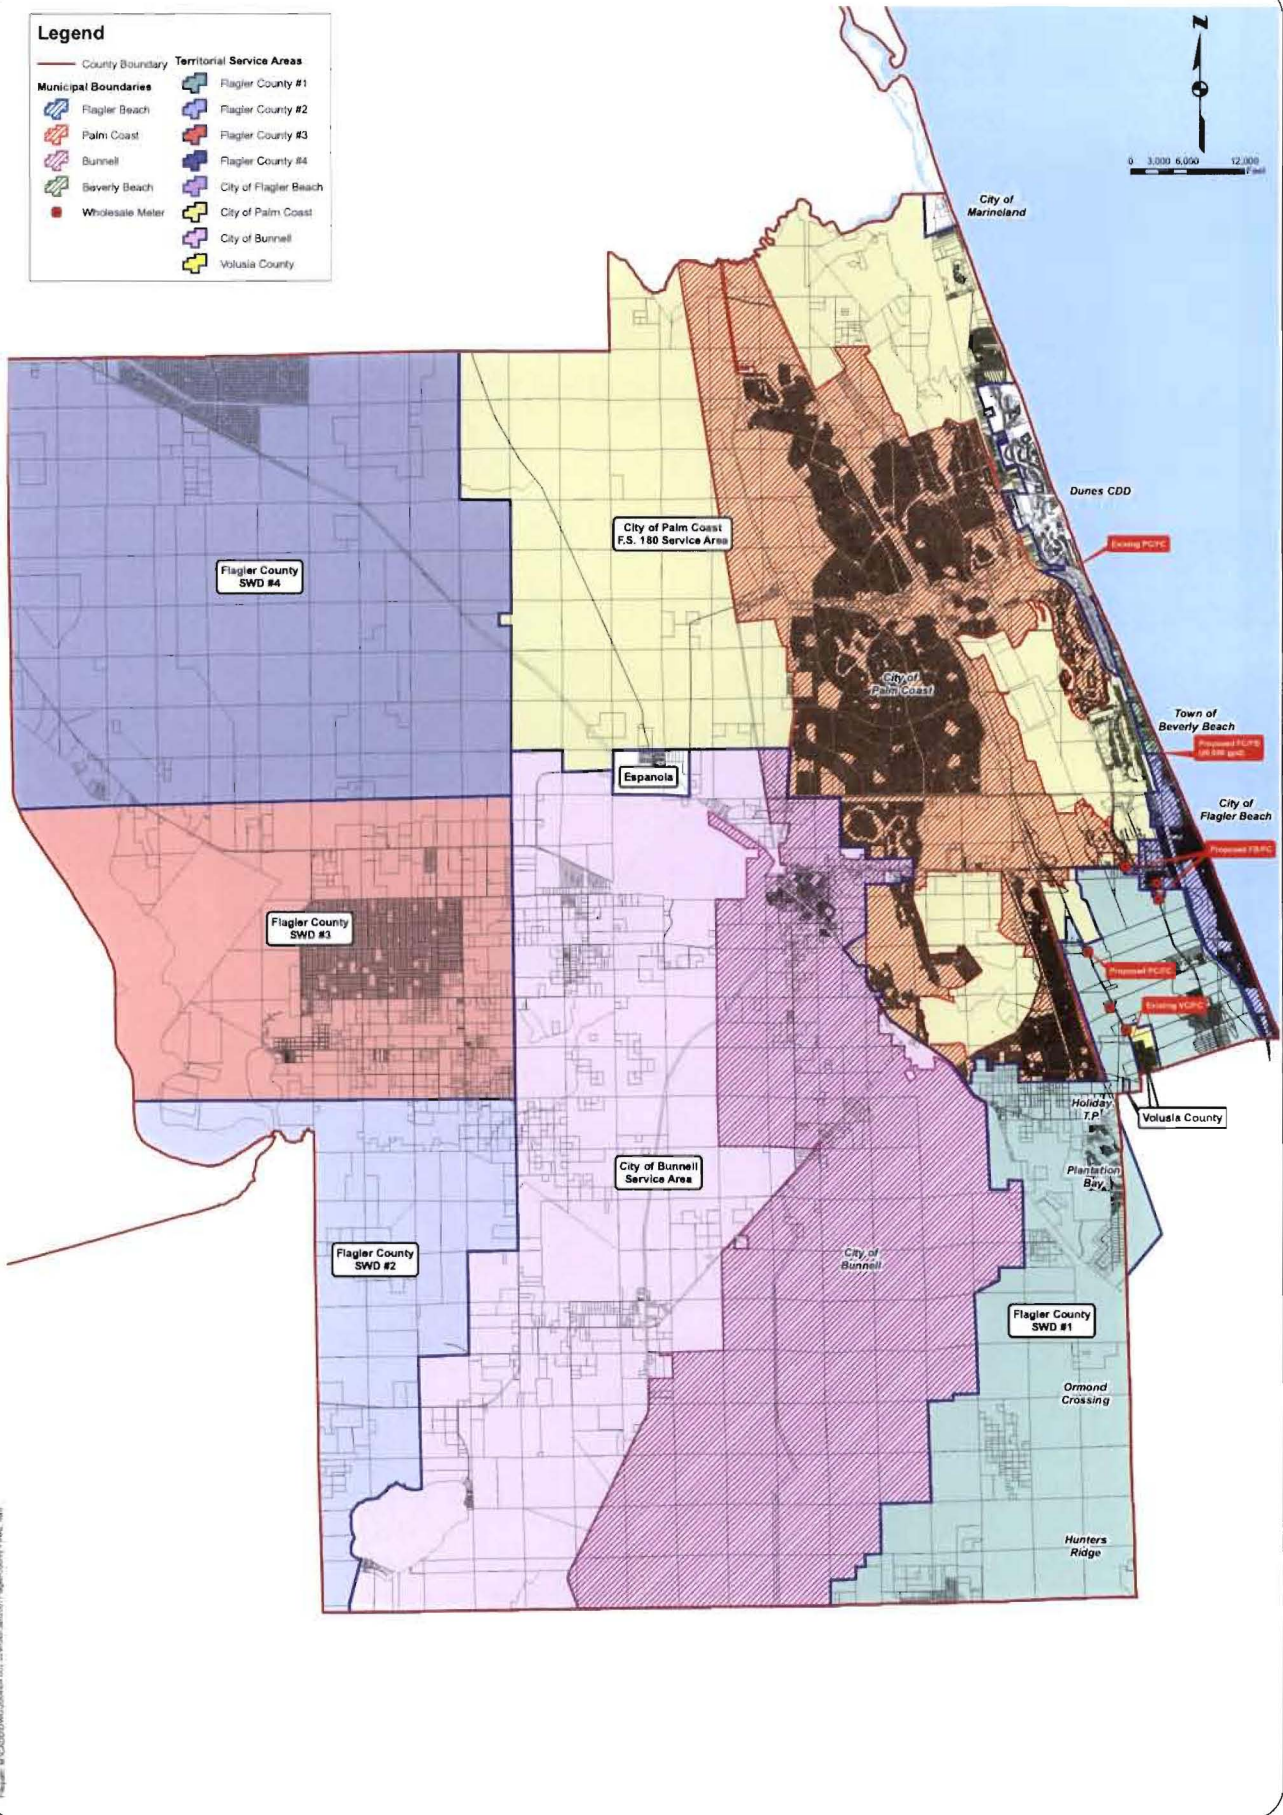 Legend
County Boundary
Municipal Boundaries
Flagler Beach
Palm Coast
Bunnell
Beverly Beach
Wholesale Meter
Territorial Service Areas
Flagler County #1
Flagler County #2
Flagler County #3
Flagler County #4
City of Flagler Beach
City of Palm Coast
City of Bunnell
Volusia County
N
0 3,000 6,000 12,000
Feet
City of
Marineland
Dunes CDD
Existing PC/FC
City of Palm Coast
F.S. 180 Service Area
Flagler County
SWD #4
City of
Palm Coast
Town of
Beverly Beach
Proposed FC/FB
Espanola
City of
Flagler Beach
Proposed FB/FC
Flagler County
SWD #3
Proposed PC/FC
Existing VC/FC
Holiday
T.P.
Volusia County
City of Bunnell
Service Area
Plantation
Bay
Flagler County
SWD #2
City of
Bunnell
Flagler County
SWD #1
Ormond
Crossing
Hunters
Ridge